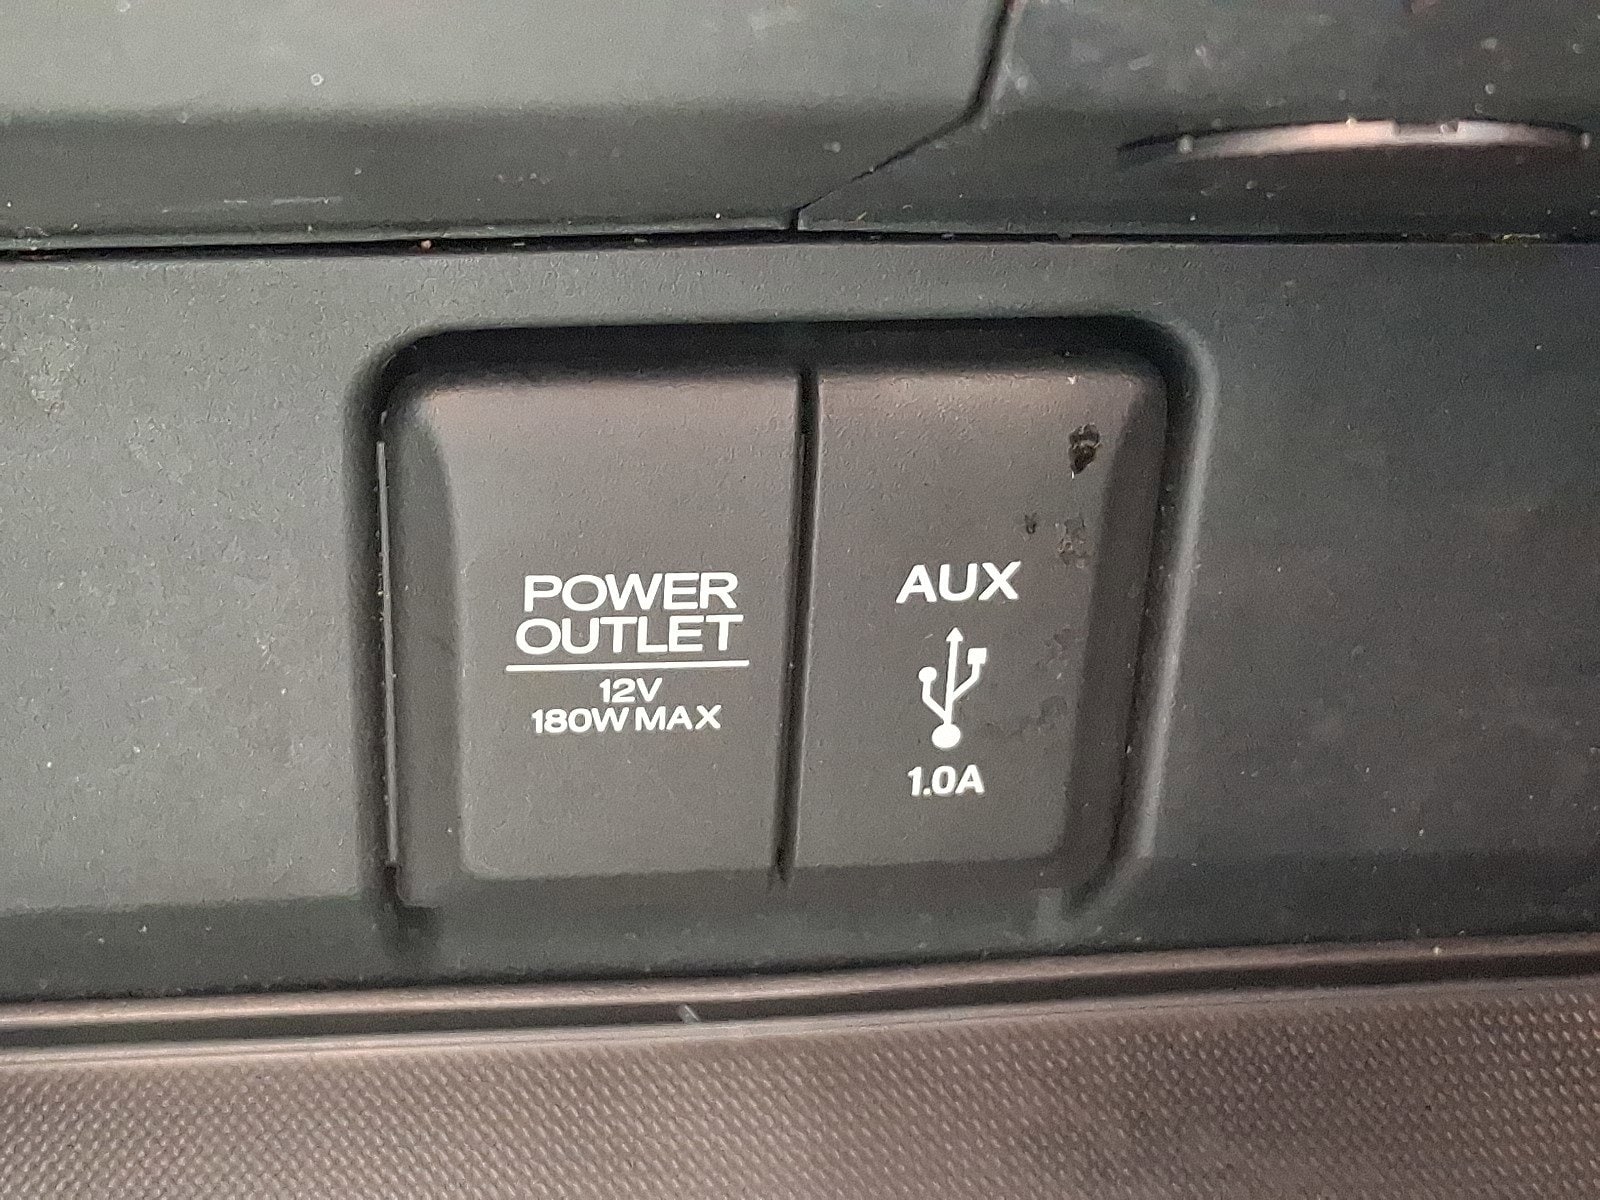 POWER
OUTLET
12V
180W MAX
AUX
1.0A